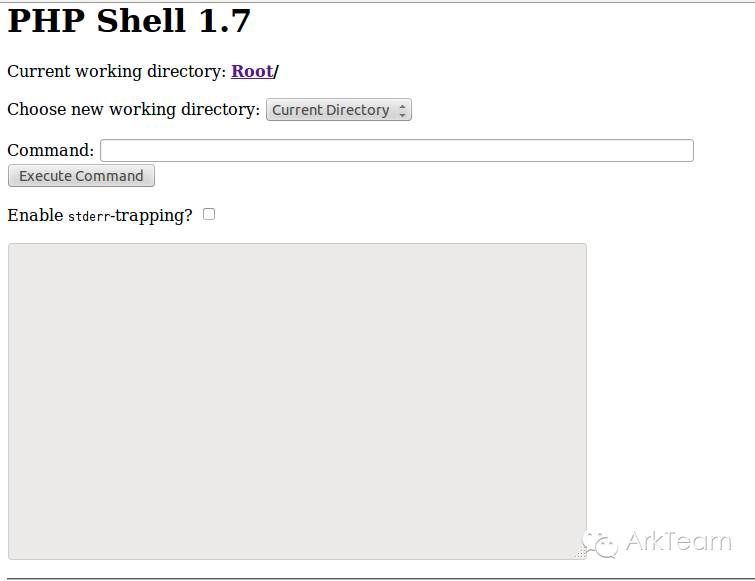 PHP Shell 1.7
Current working directory: Root/
Choose new working directory: Current Directory
Command:
Execute Command
Enable stderr-trapping?
ArkTeam